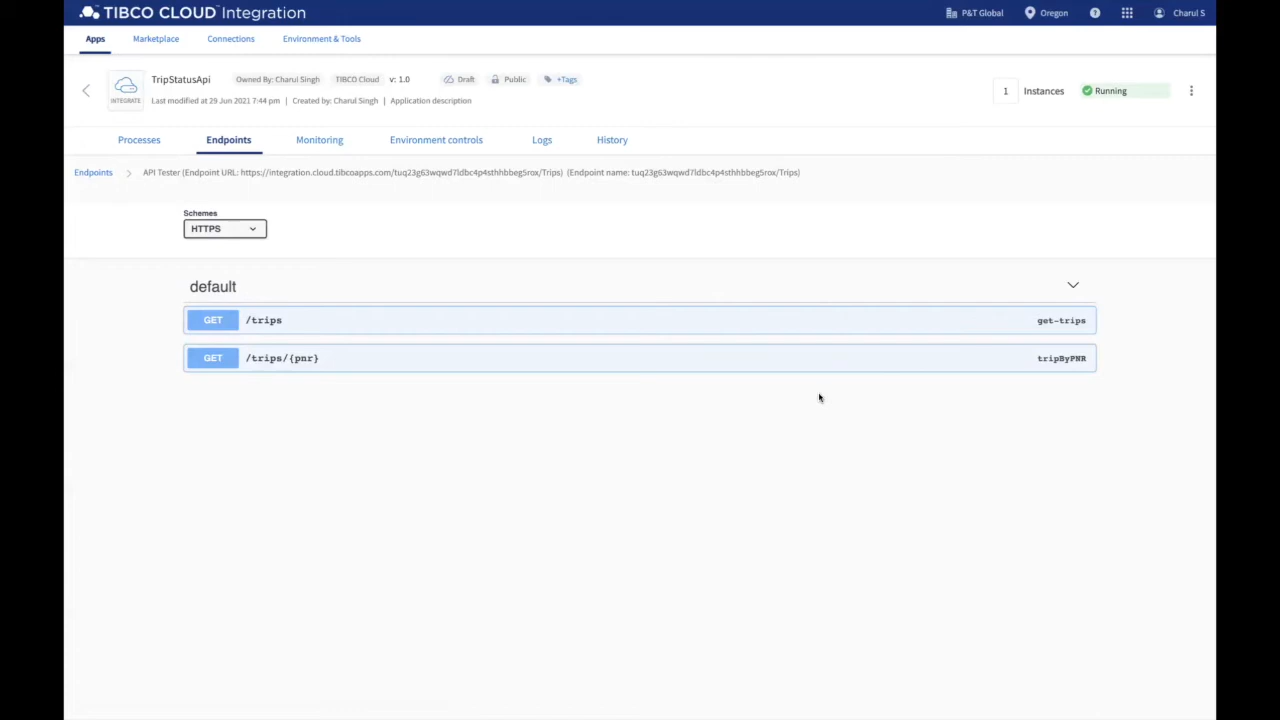 TIBCO CLOUD™ Integration P&T Global Oregon ? Charul S
Apps Marketplace Connections Environment & Tools
TripStatusApi Owned By: Charul Singh TIBCO Cloud v: 1.0 Draft Public +Tags
INTEGRATE Last modified at 29 Jun 2021 7:44 pm | Created by: Charul Singh | Application description
1 Instances Running
Processes Endpoints Monitoring Environment controls Logs History
Endpoints API Tester (Endpoint URL: https://integration.cloud.tibcoapps.com/tuq23g63wqwd7ldbc4p4sthhbbeg5rox/Trips) (Endpoint name: tuq23g63wqwd7ldbc4p4sthhbbeg5rox/Trips)
Schemes
HTTPS
default
GET /trips get-trips
GET /trips/{pnr} tripByPNR